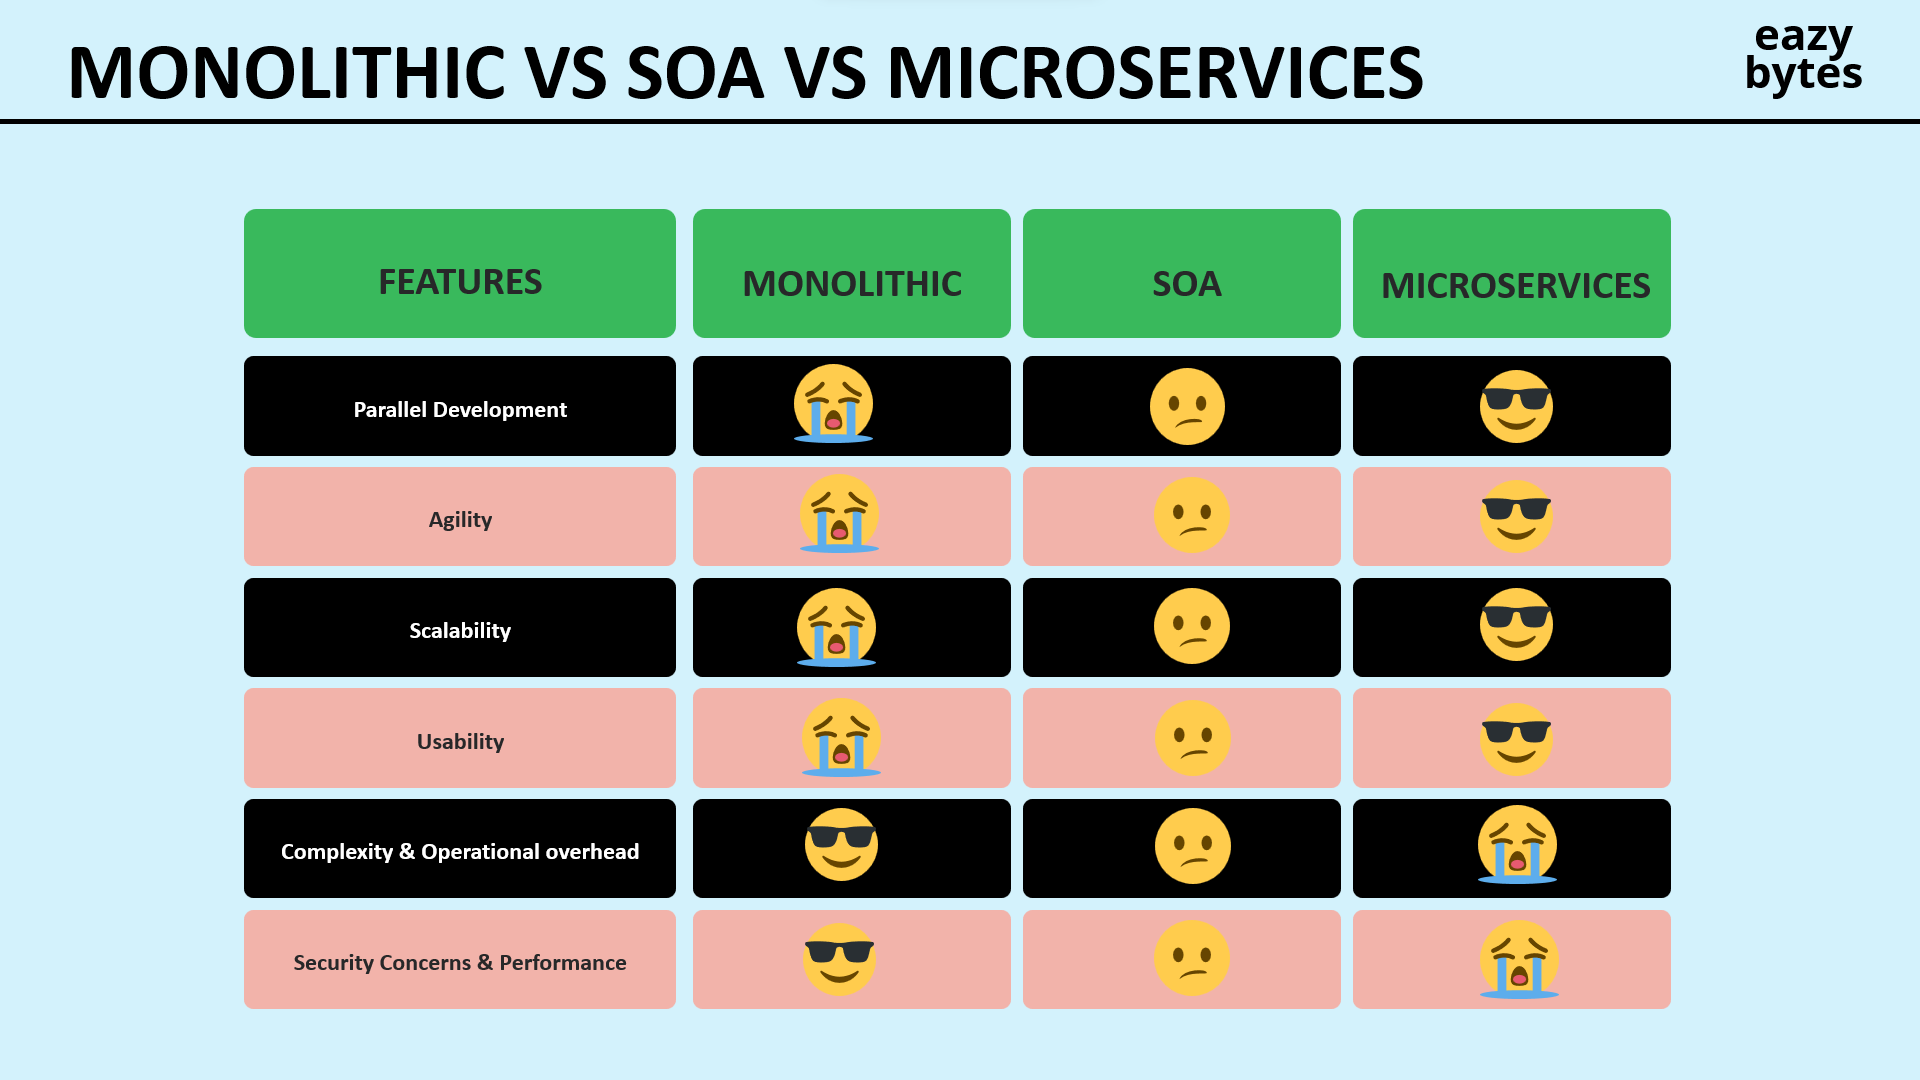 MONOLITHIC VS SOA VS MICROSERVICES
eazy
bytes
FEATURES
MONOLITHIC
SOA
MICROSERVICES
Parallel Development
Agility
Scalability
Usability
Complexity & Operational overhead
Security Concerns & Performance